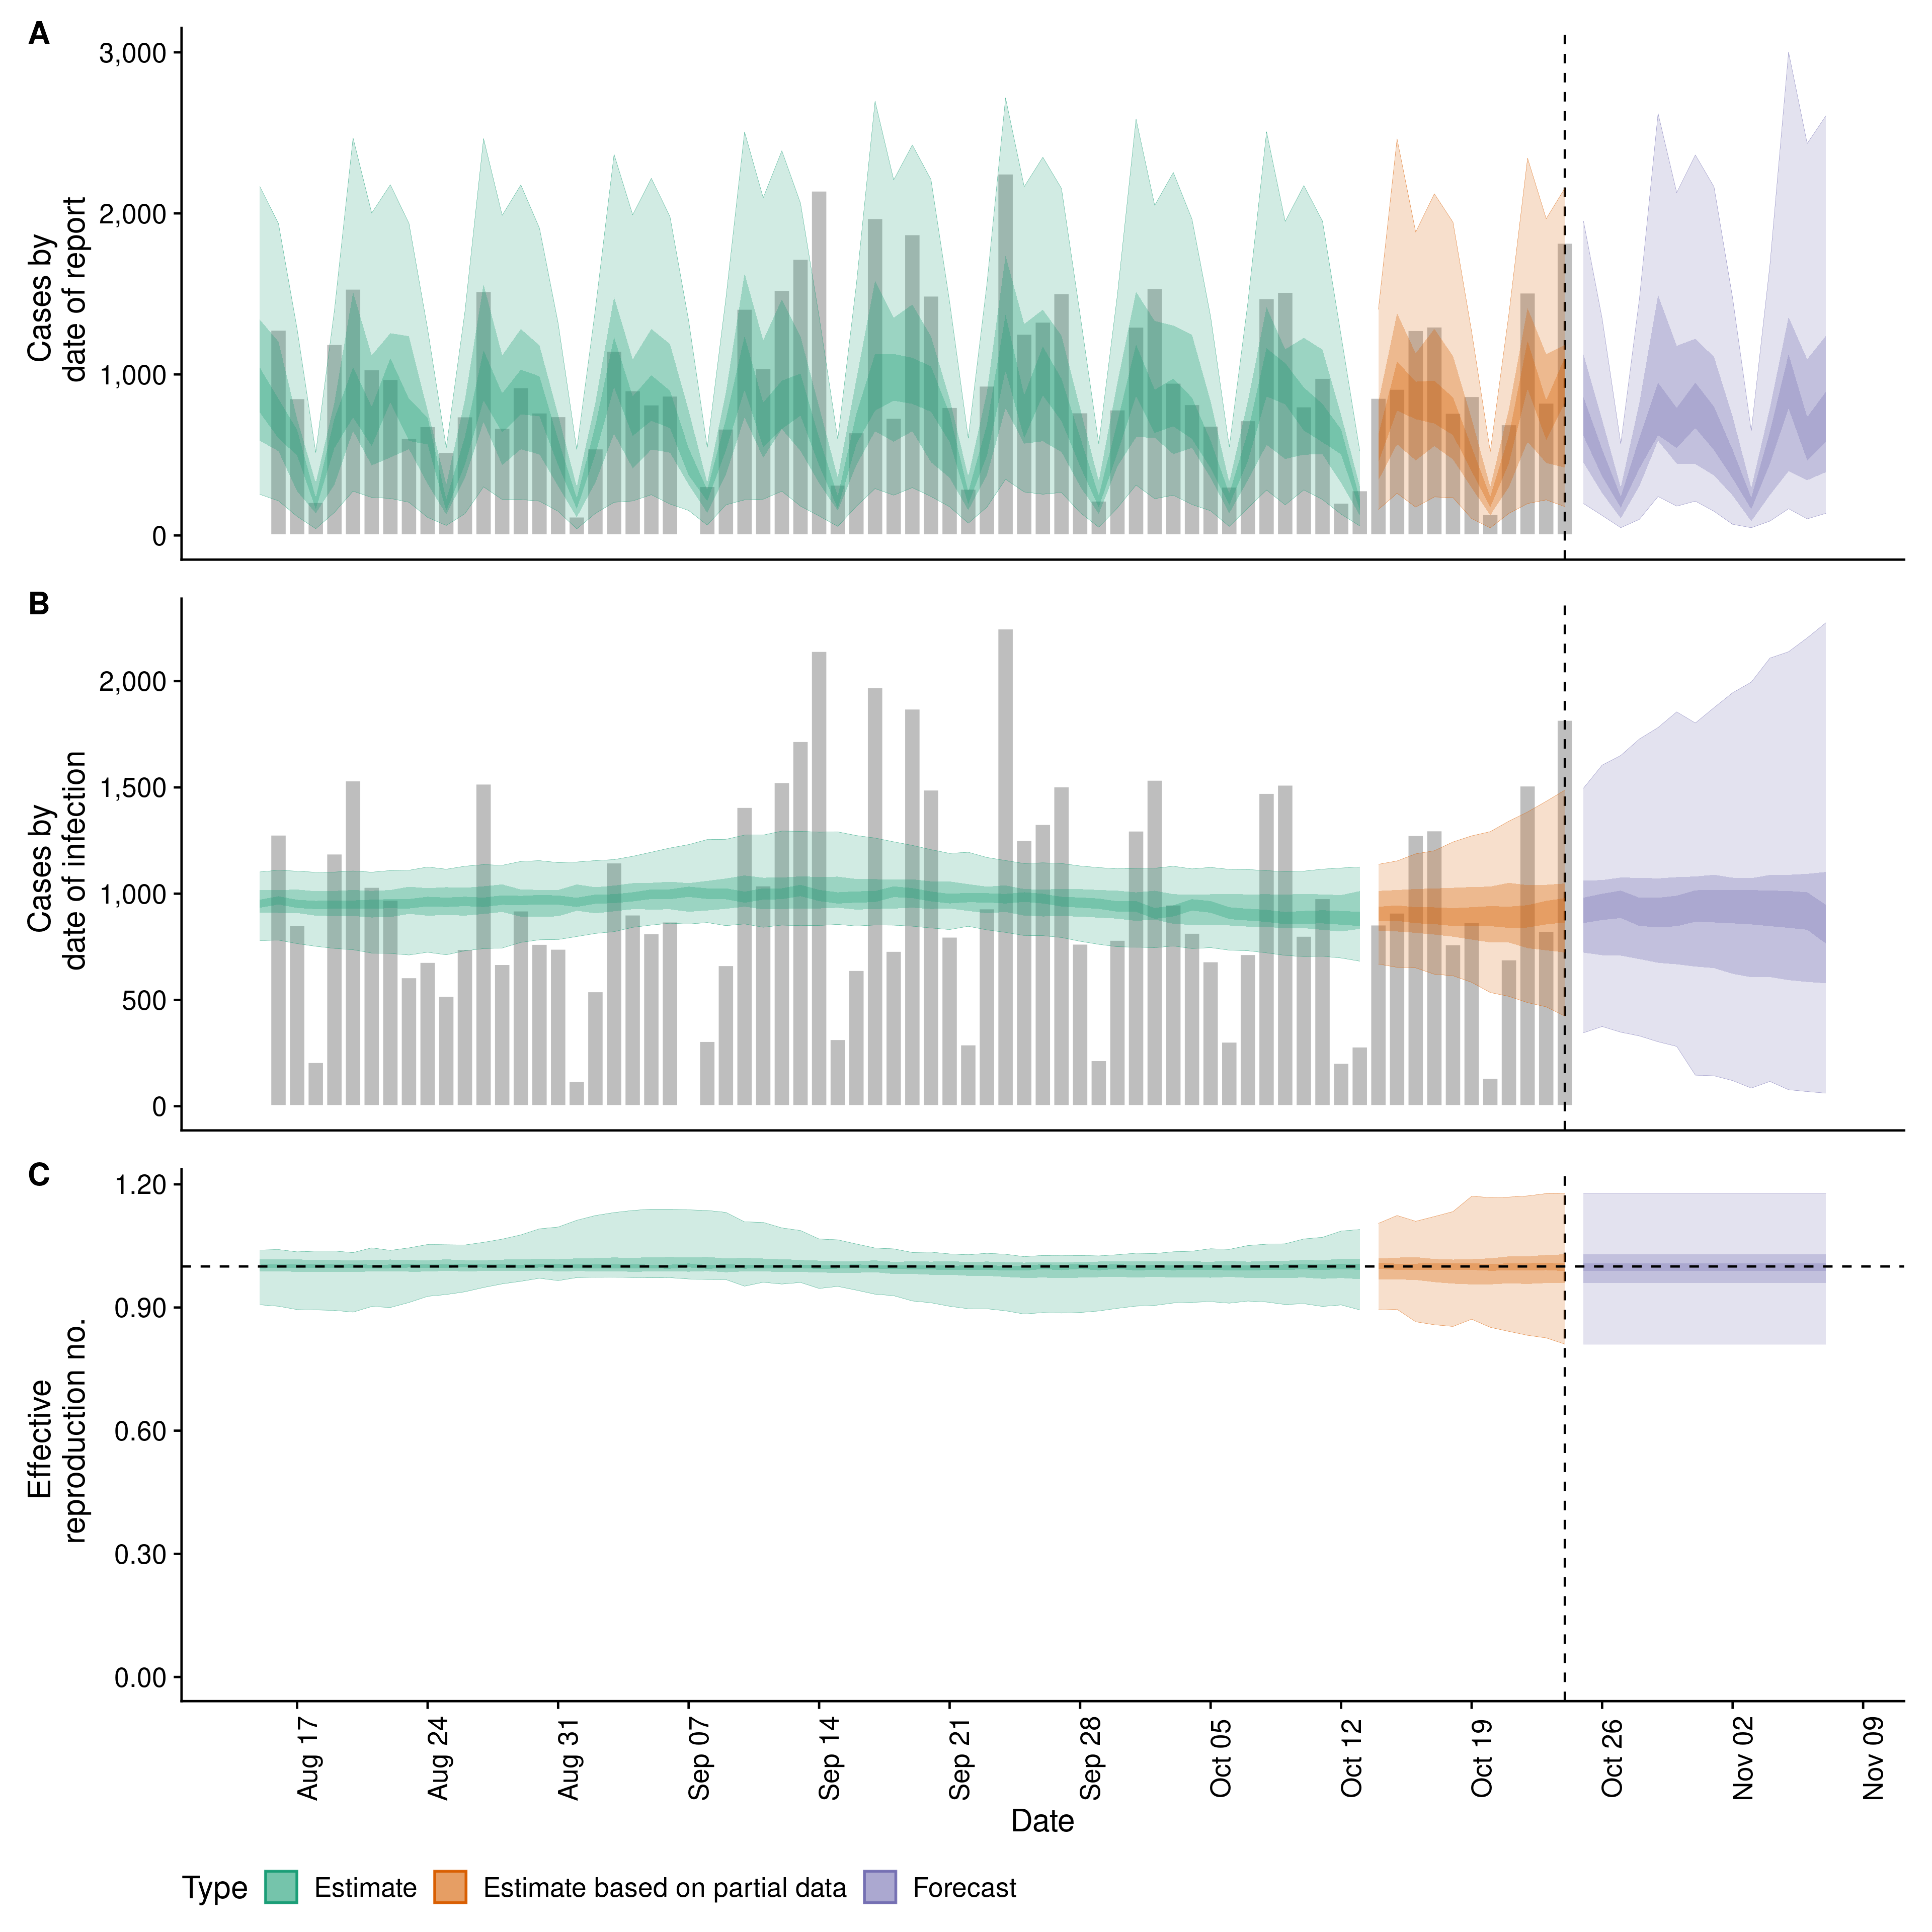 A
Cases by
date of report
3,000
2,000
1,000
0
B
Cases by
date of infection
2,000
1,500
1,000
500
0
C
Effective
reproduction no.
1.20
0.90
0.60
0.30
0.00
Aug 17
Aug 24
Aug 31
Sep 07
Sep 14
Sep 21
Sep 28
Oct 05
Oct 12
Oct 19
Oct 26
Nov 02
Nov 09
Date
Type Estimate Estimate based on partial data Forecast